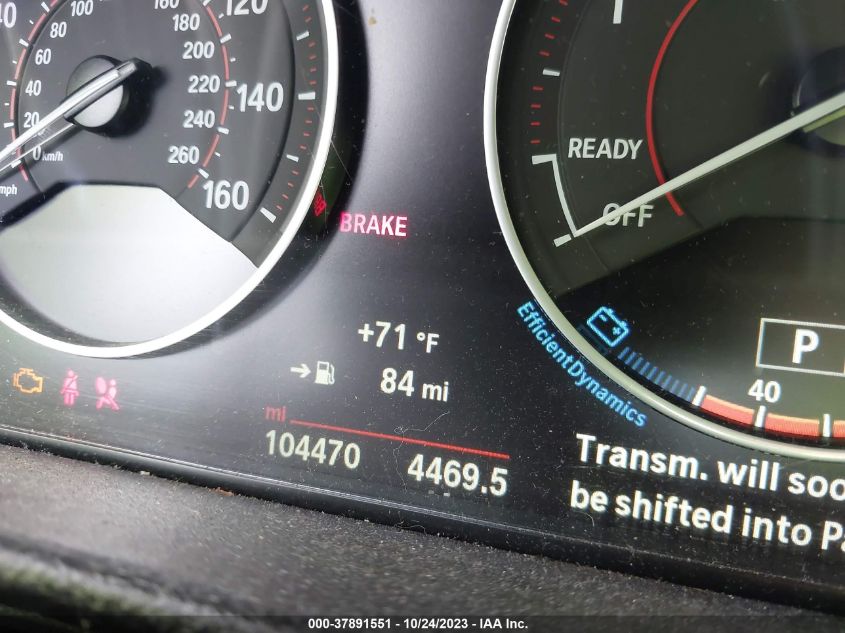 100
160
120
80
180
60
200
40
220
140
20
240
0 km/h
260
mph
160
READY
OFF
BRAKE
+71 °F
84 mi
EfficientDynamics
P
40
mi
104470
4469.5
Transm. will soo
be shifted into Pa
000-37891551 - 10/24/2023 - IAA Inc.